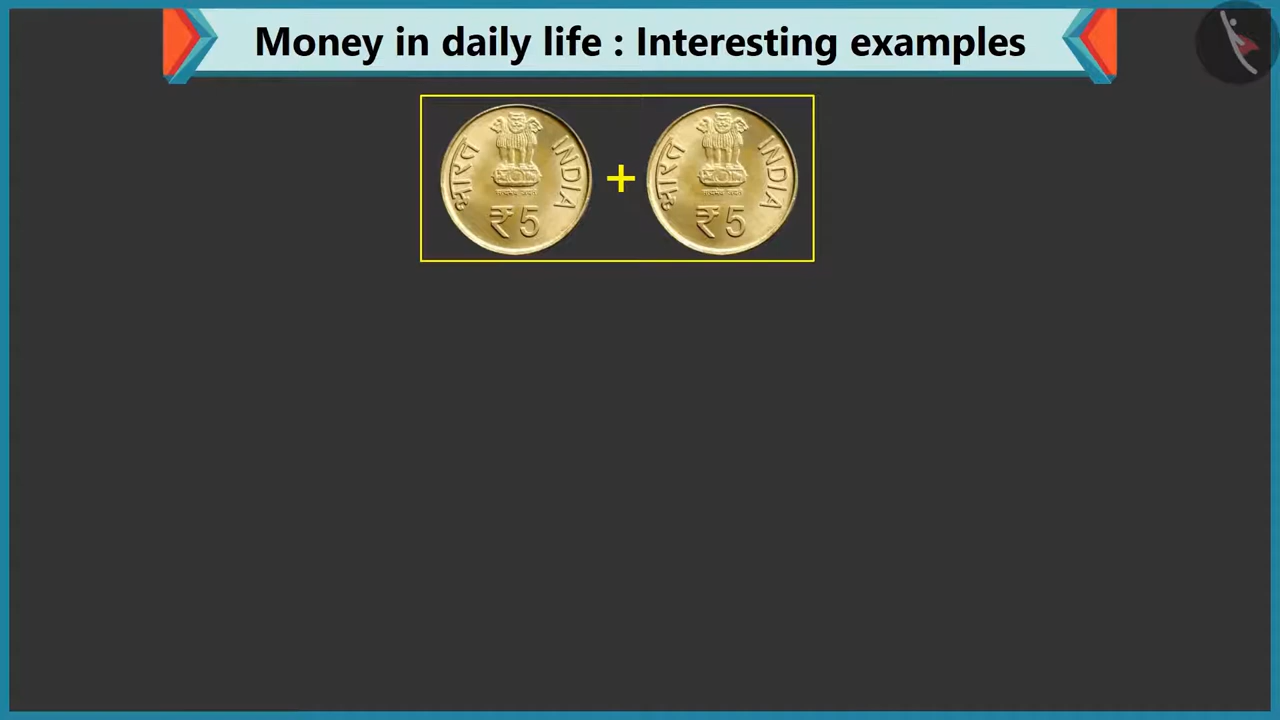 Money in daily life : Interesting examples
भारत INDIA ₹5 + भारत INDIA ₹5